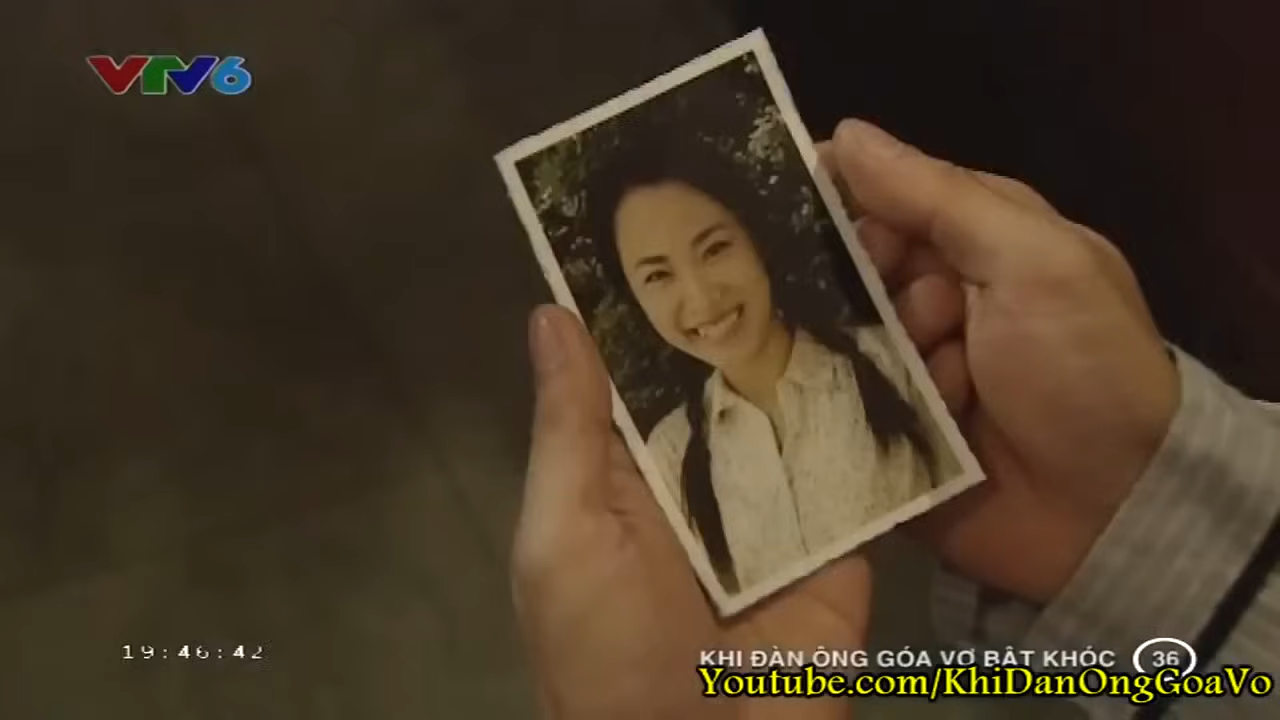 VTV6
19:46:42
KHI ĐÀN ÔNG GÓA VỢ BẬT KHÓC 36
Youtube.com/KhiDanOngGoaVo